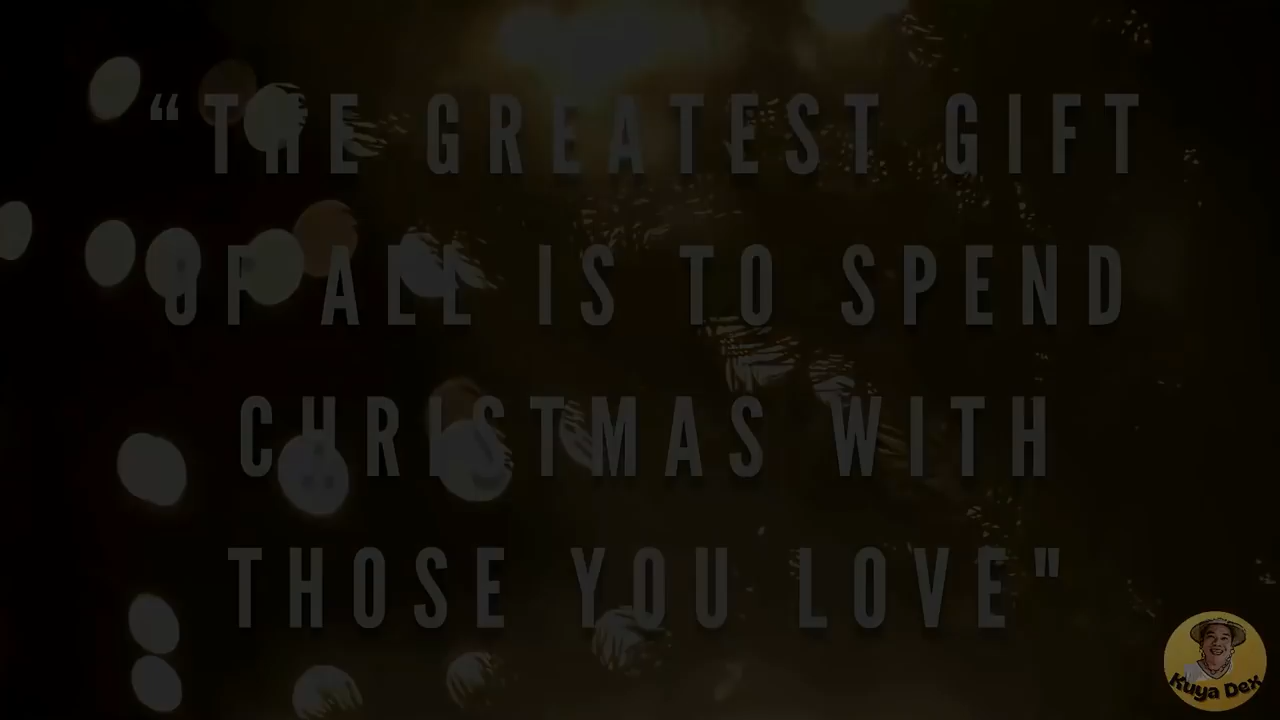 “THE GREATEST GIFT
OF ALL IS TO SPEND
CHRISTMAS WITH
THOSE YOU LOVE"
Kuya Dex